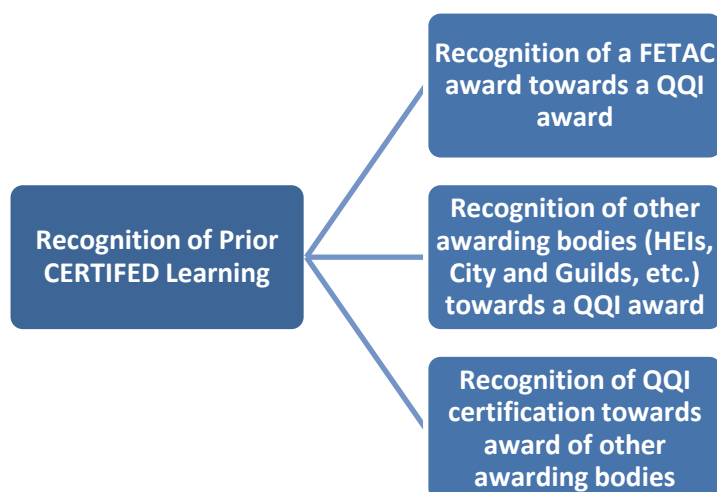 Recognition of a FETAC
award towards a QQI
award
Recognition of Prior
CERTIFED Learning
Recognition of other
awarding bodies (HEIs,
City and Guilds, etc.)
towards a QQI award
Recognition of QQI
certification towards
award of other
awarding bodies